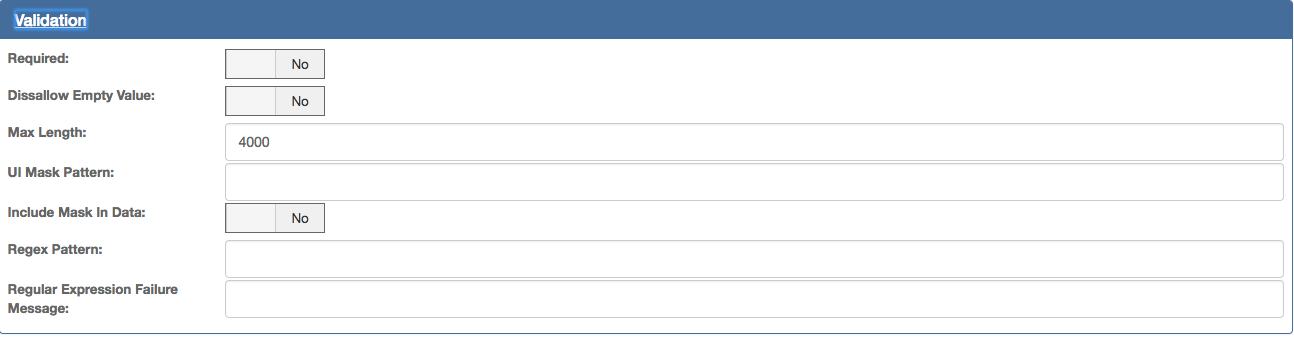 Validation
Required:
No
Dissallow Empty Value:
No
Max Length:
4000
UI Mask Pattern:
Include Mask In Data:
No
Regex Pattern:
Regular Expression Failure
Message: